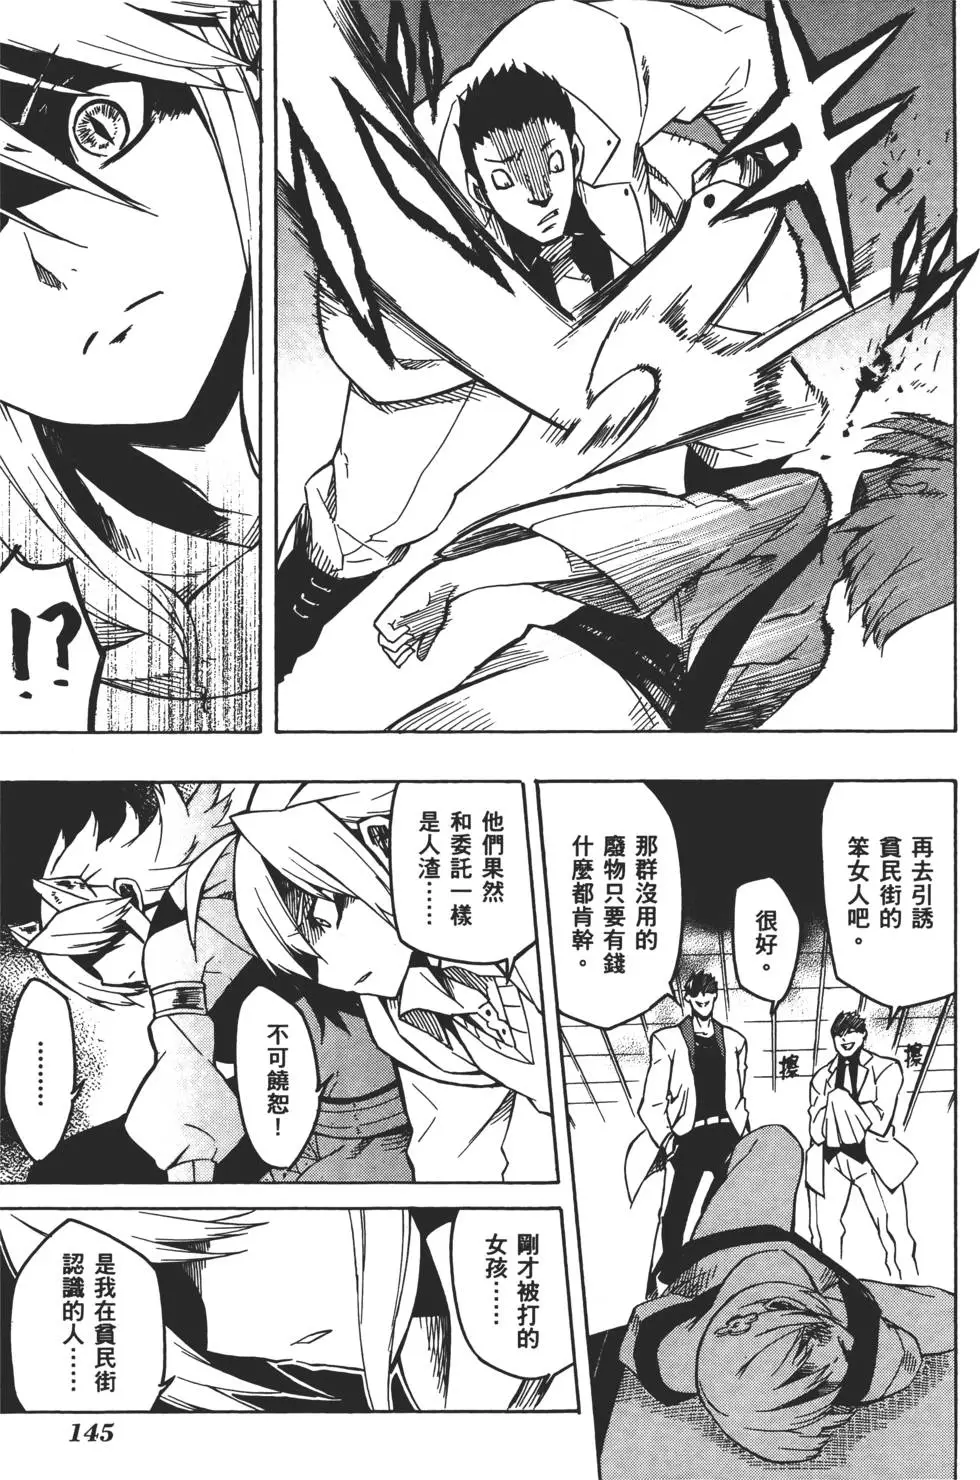 !?
再去引誘
貧民街的
笨女人吧。
很好。
那群沒用的
廢物只要有錢
什麼都肯幹。
擦
擦
他們果然
和委託一樣
是人渣……
不可饒恕！
………
剛才被打的
女孩……
是我在貧民街
認識的人……
145